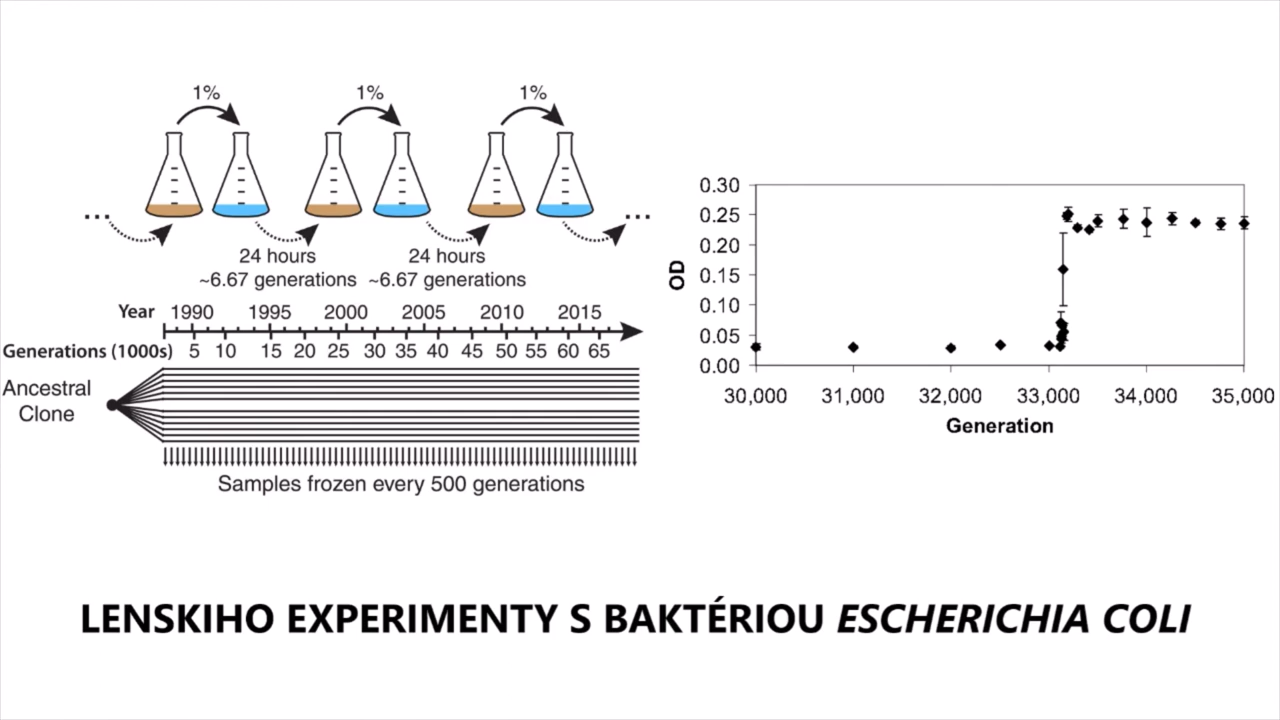 1% 1% 1%
... ...
24 hours 24 hours
~6.67 generations ~6.67 generations
Year 1990 1995 2000 2005 2010 2015
Generations (1000s) 5 10 15 20 25 30 35 40 45 50 55 60 65
Ancestral
Clone
Samples frozen every 500 generations
OD
0.30
0.25
0.20
0.15
0.10
0.05
0.00
30,000 31,000 32,000 33,000 34,000 35,000
Generation
LENSKIHO EXPERIMENTY S BAKTÉRIOU ESCHERICHIA COLI